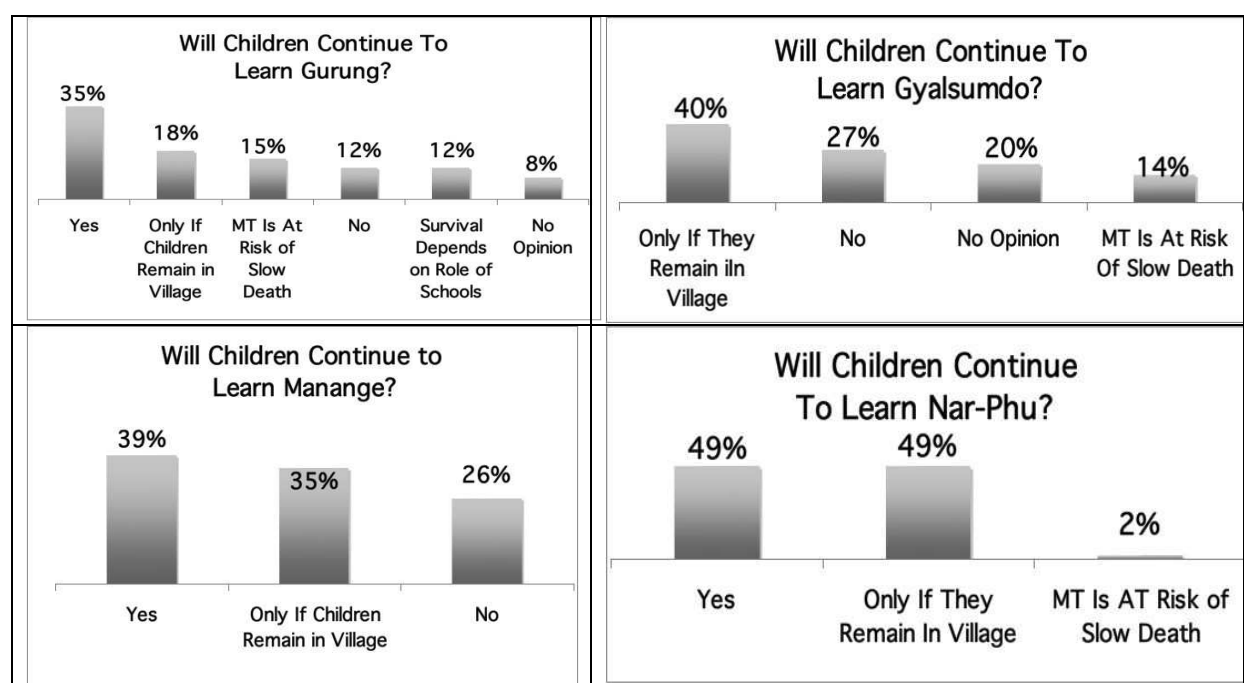 Will Children Continue To
Learn Gurung?
35%
18%
15%
12%
12%
8%
Yes
Only If
Children
Remain in
Village
MT Is At
Risk of
Slow
Death
No
Survival
Depends
on Role of
Schools
No
Opinion
Will Children Continue To
Learn Gyalsumdo?
40%
27%
20%
14%
Only If They
Remain iIn
Village
No
No Opinion
MT Is At Risk
Of Slow Death
Will Children Continue to
Learn Manange?
39%
35%
26%
Yes
Only If Children
Remain in Village
No
Will Children Continue
To Learn Nar-Phu?
49%
49%
2%
Yes
Only If They
Remain In Village
MT Is AT Risk of
Slow Death